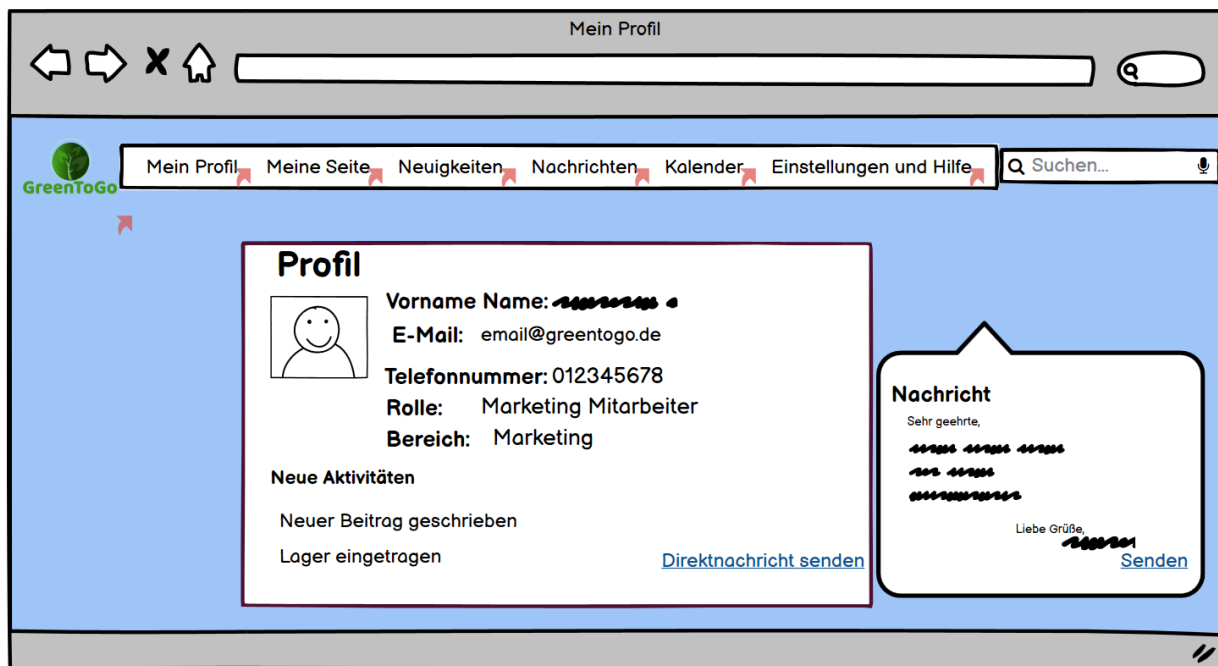 Mein Profil
GreenToGo
Mein Profil Meine Seite Neuigkeiten Nachrichten Kalender Einstellungen und Hilfe Suchen...
Profil
Vorname Name:
E-Mail: email@greentogo.de
Telefonnummer: 012345678
Rolle: Marketing Mitarbeiter
Bereich: Marketing
Neue Aktivitäten
Neuer Beitrag geschrieben
Lager eingetragen
Direktnachricht senden
Nachricht
Sehr geehrte,
Liebe Grüße,
Senden